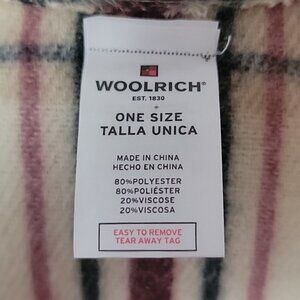 WOOLRICH®
EST. 1830
ONE SIZE
TALLA UNICA
MADE IN CHINA
HECHO EN CHINA
80%POLYESTER
80%POLIÉSTER
20%VISCOSE
20%VISCOSA
EASY TO REMOVE
TEAR AWAY TAG